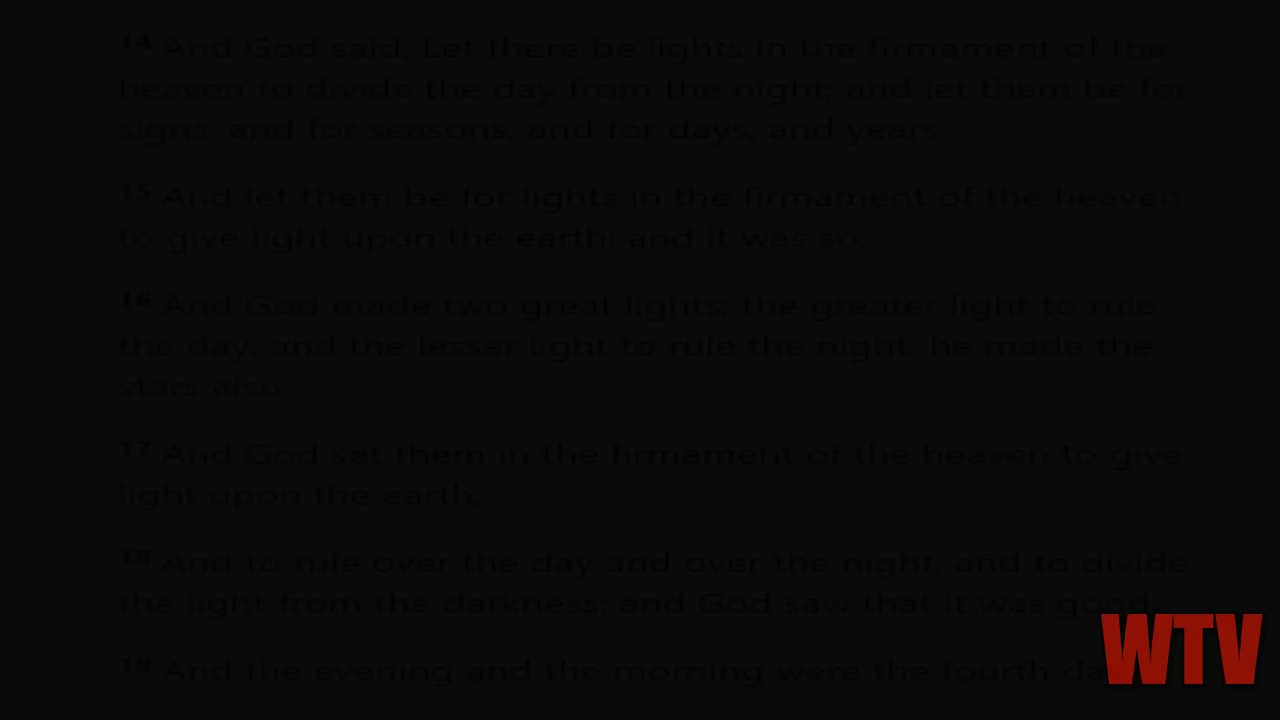 14 And God said, Let there be lights in the firmament of the
heaven to divide the day from the night; and let them be for
signs, and for seasons, and for days, and years:
15 And let them be for lights in the firmament of the heaven
to give light upon the earth: and it was so.
16 And God made two great lights; the greater light to rule
the day, and the lesser light to rule the night: he made the
stars also.
17 And God set them in the firmament of the heaven to give
light upon the earth,
18 And to rule over the day and over the night, and to divide
the light from the darkness: and God saw that it was good.
19 And the evening and the morning were the fourth
WTV